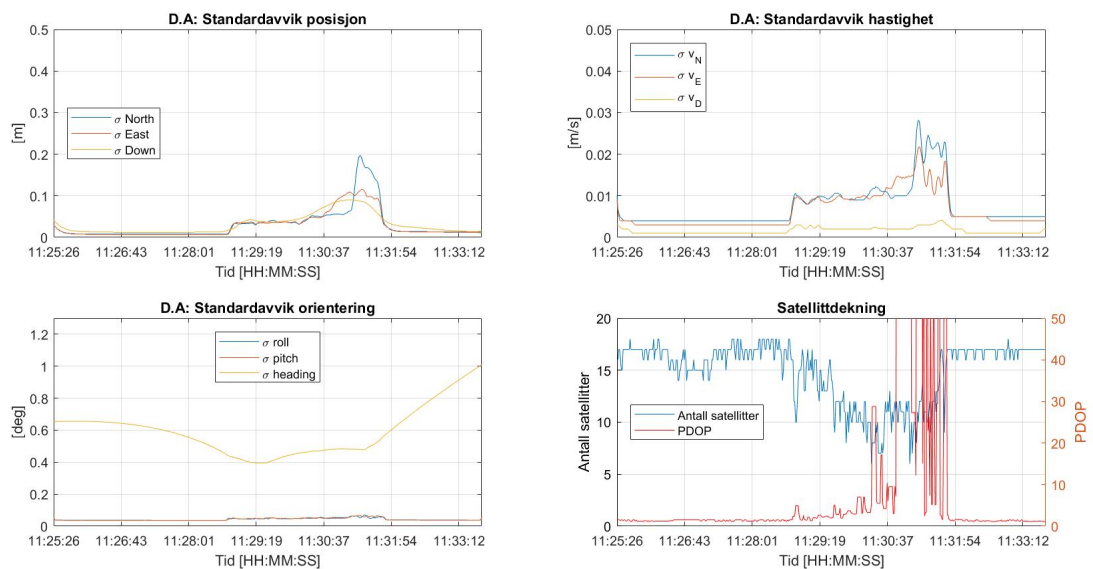 D.A: Standardavvik posisjon
0.5
0.4
0.3
0.2
0.1
0
[m]
σ North
σ East
σ Down
11:25:26 11:26:43 11:28:01 11:29:19 11:30:37 11:31:54 11:33:12
Tid [HH:MM:SS]
D.A: Standardavvik hastighet
0.05
0.04
0.03
0.02
0.01
0
[m/s]
σ v_N
σ v_E
σ v_D
11:25:26 11:26:43 11:28:01 11:29:19 11:30:37 11:31:54 11:33:12
Tid [HH:MM:SS]
D.A: Standardavvik orientering
1.2
1
0.8
0.6
0.4
0.2
0
[deg]
σ roll
σ pitch
σ heading
11:25:26 11:26:43 11:28:01 11:29:19 11:30:37 11:31:54 11:33:12
Tid [HH:MM:SS]
Satellittdekning
20
15
10
5
0
Antall satellitter
Antall satellitter
PDOP
50
40
30
20
10
0
PDOP
11:25:26 11:26:43 11:28:01 11:29:19 11:30:37 11:31:54 11:33:12
Tid [HH:MM:SS]